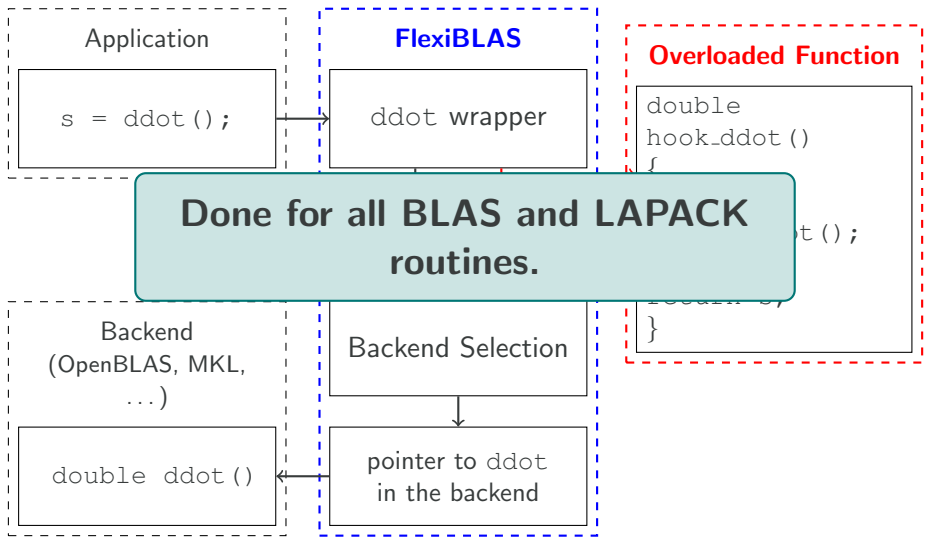 Application
s = ddot();
FlexiBLAS
ddot wrapper
Overloaded Function
double
hook_ddot()
{
t();
}
Done for all BLAS and LAPACK
routines.
Backend Selection
pointer to ddot
in the backend
Backend
(OpenBLAS, MKL,
...)
double ddot()